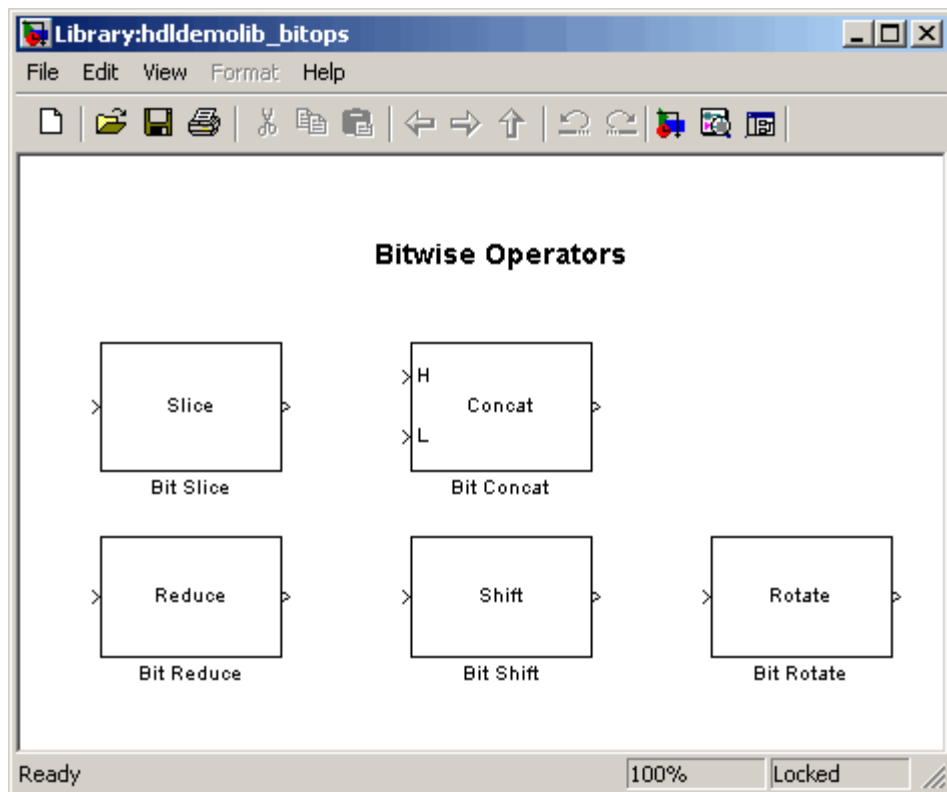 Library:hdldemolib_bitops
File Edit View Format Help
Bitwise Operators
Slice
Bit Slice
H
L
Concat
Bit Concat
Reduce
Bit Reduce
Shift
Bit Shift
Rotate
Bit Rotate
Ready 100% Locked